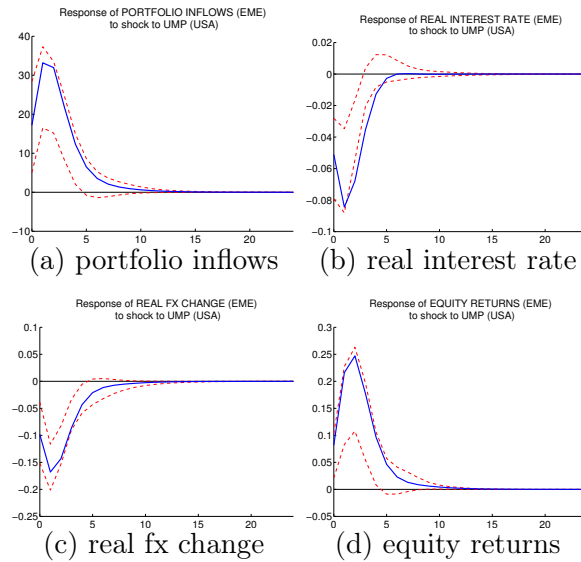 Response of PORTFOLIO INFLOWS (EME)
to shock to UMP (USA)
40
30
20
10
0
−10
0 5 10 15 20
(a) portfolio inflows
Response of REAL INTEREST RATE (EME)
to shock to UMP (USA)
0.02
0
−0.02
−0.04
−0.06
−0.08
−0.1
0 5 10 15 20
(b) real interest rate
Response of REAL FX CHANGE (EME)
to shock to UMP (USA)
0.1
0.05
0
−0.05
−0.1
−0.15
−0.2
−0.25
0 5 10 15 20
(c) real fx change
Response of EQUITY RETURNS (EME)
to shock to UMP (USA)
0.3
0.25
0.2
0.15
0.1
0.05
0
−0.05
0 5 10 15 20
(d) equity returns